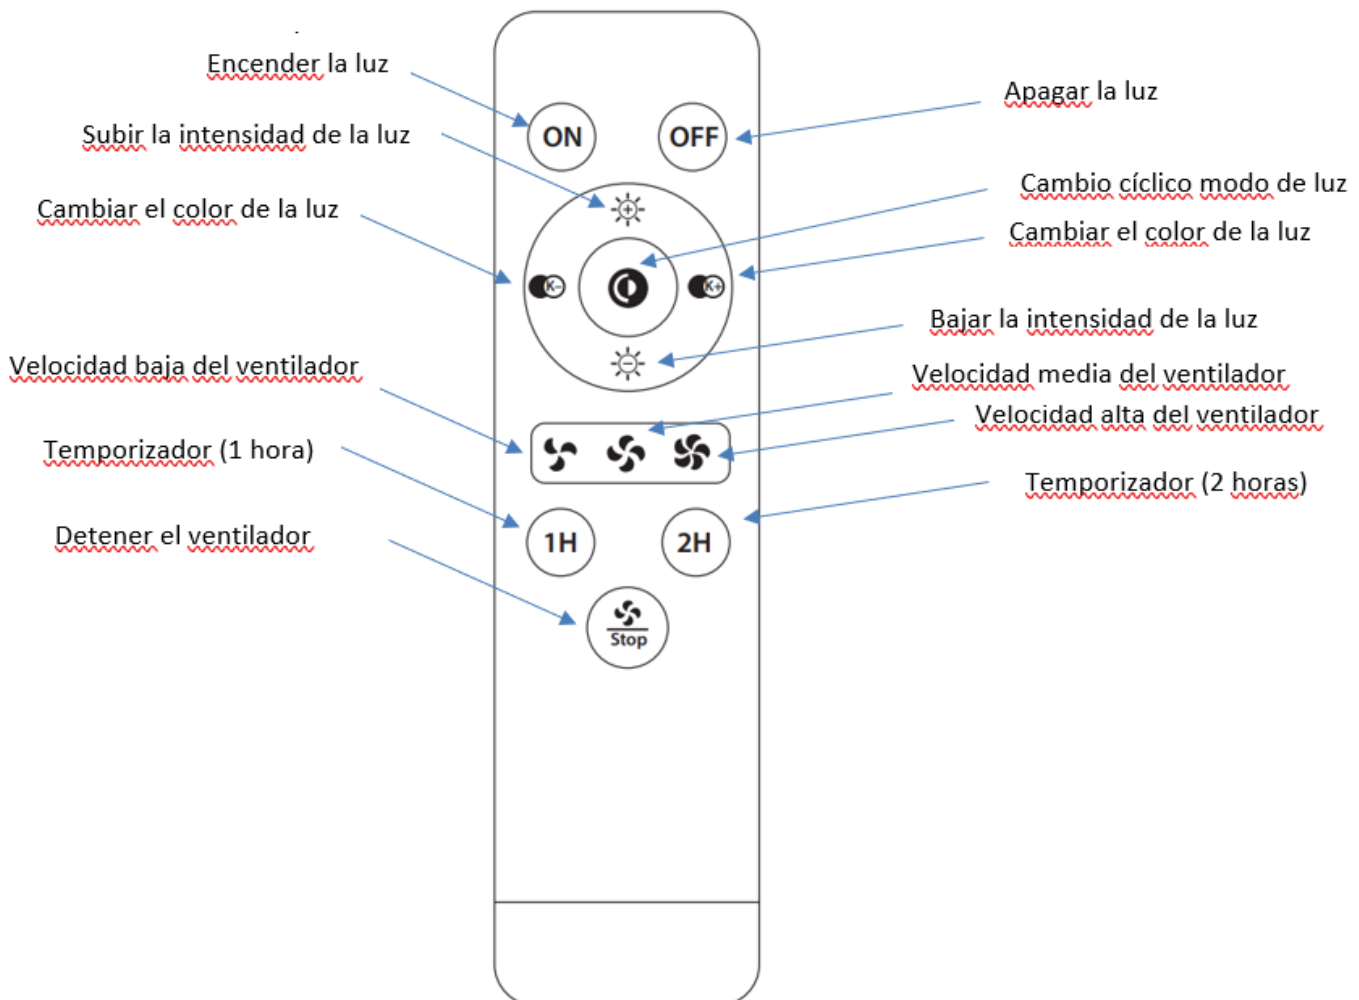 Encender la luz
Apagar la luz
ON
OFF
Subir la intensidad de la luz
Cambio cíclico modo de luz
Cambiar el color de la luz
Cambiar el color de la luz
K-
K+
Bajar la intensidad de la luz
Velocidad baja del ventilador
Velocidad media del ventilador
Velocidad alta del ventilador
Temporizador (1 hora)
Temporizador (2 horas)
Detener el ventilador
1H
2H
Stop